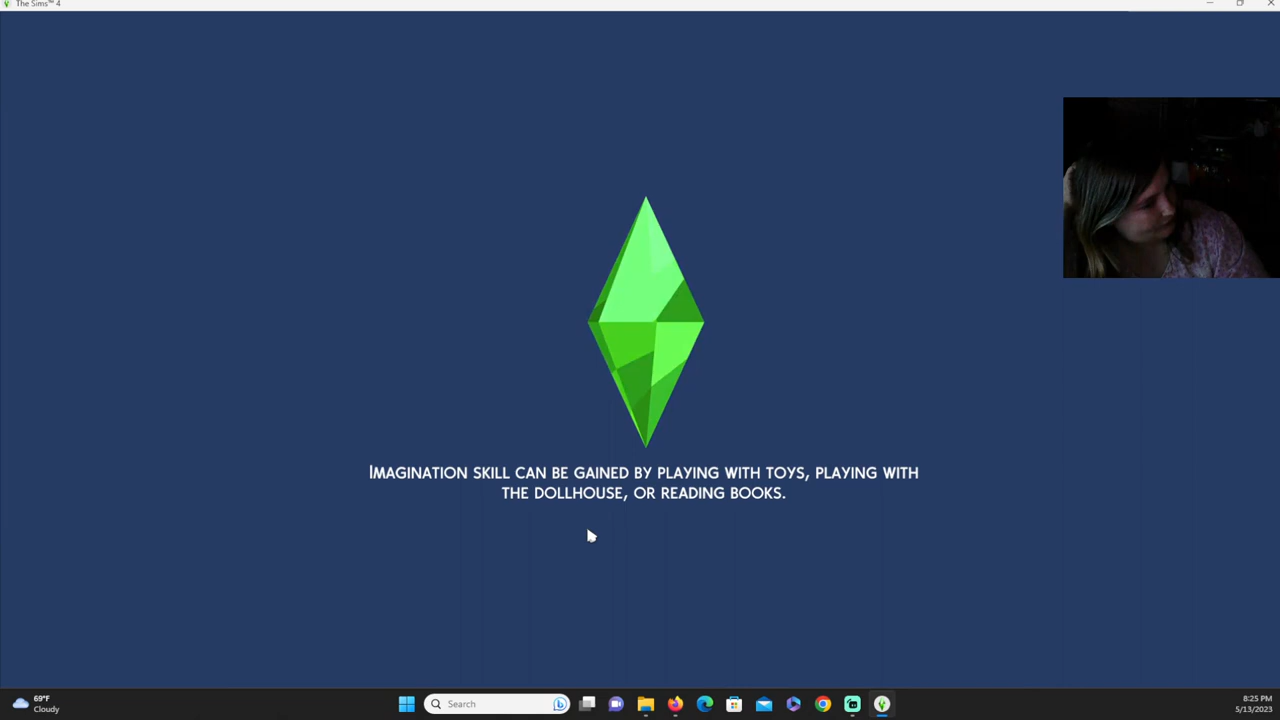 The Sims™ 4
IMAGINATION SKILL CAN BE GAINED BY PLAYING WITH TOYS, PLAYING WITH
THE DOLLHOUSE, OR READING BOOKS.
69°F
Cloudy
Search
8:25 PM
5/13/2023